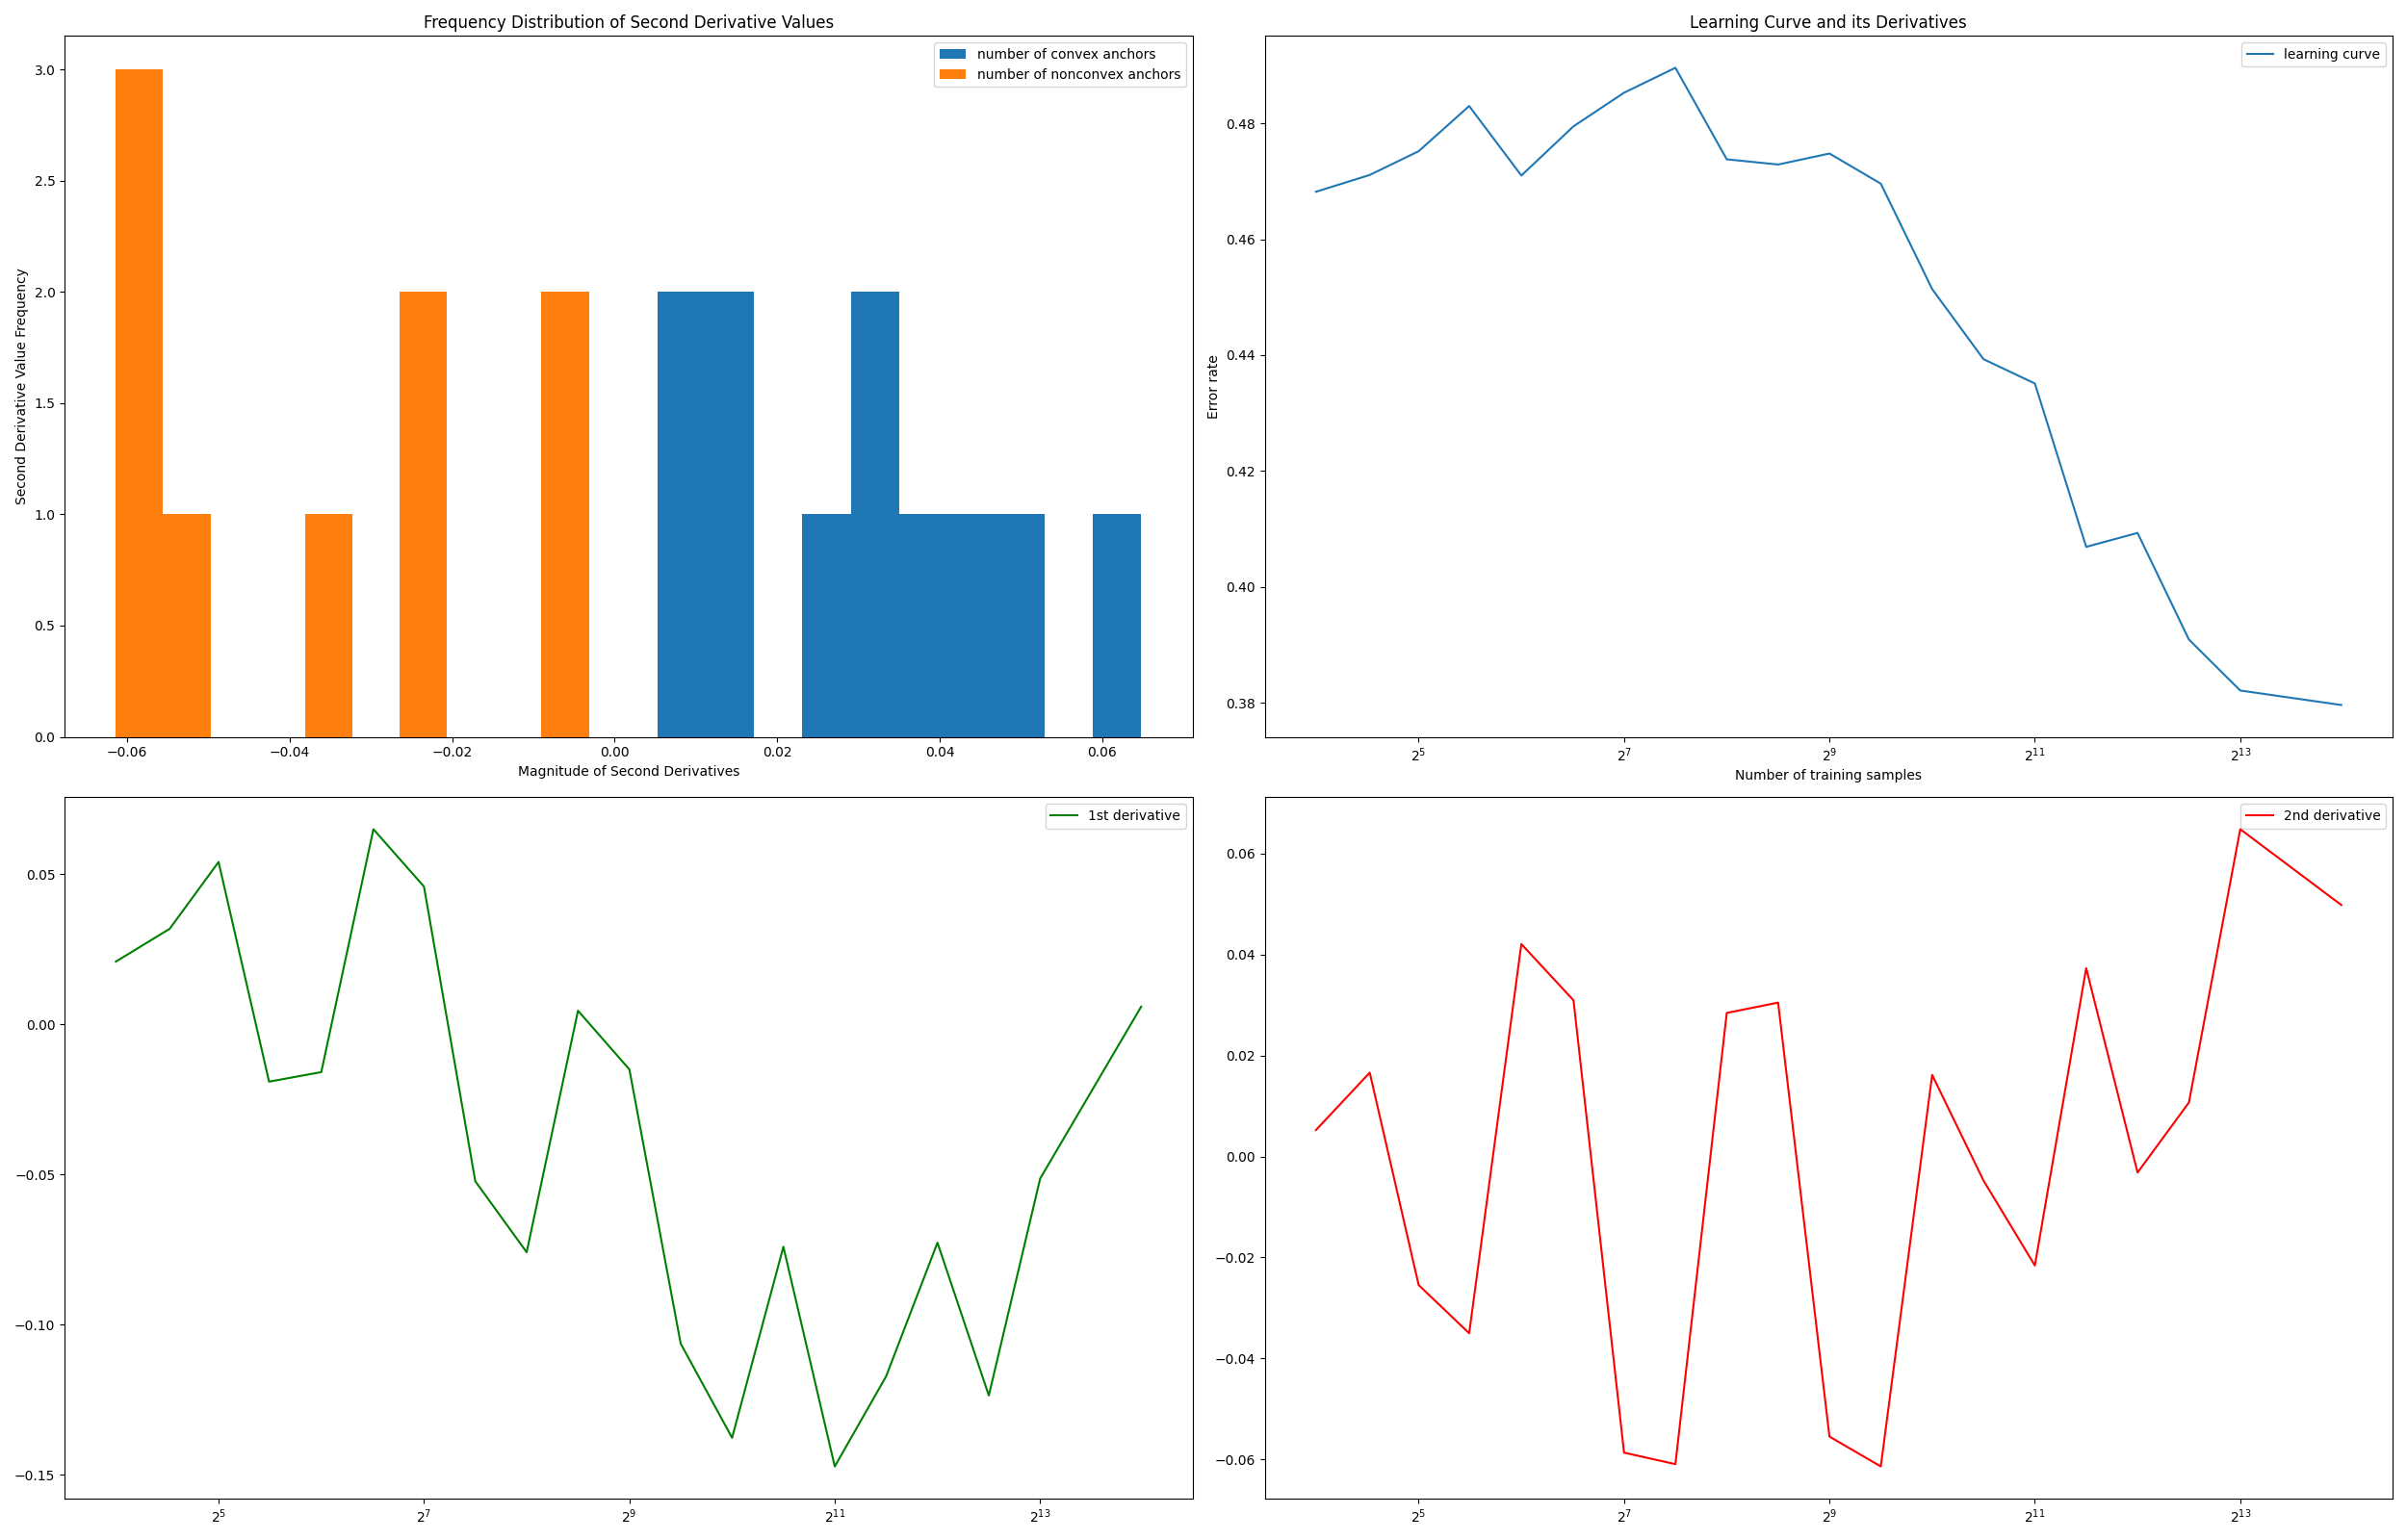 Frequency Distribution of Second Derivative Values
number of convex anchors
number of nonconvex anchors
3.0
2.5
2.0
1.5
1.0
0.5
0.0
Second Derivative Value Frequency
−0.06 −0.04 −0.02 0.00 0.02 0.04 0.06
Magnitude of Second Derivatives
Learning Curve and its Derivatives
learning curve
0.48
0.46
0.44
0.42
0.40
0.38
Error rate
2⁵ 2⁷ 2⁹ 2¹¹ 2¹³
Number of training samples
1st derivative
0.05
0.00
−0.05
−0.10
−0.15
2⁵ 2⁷ 2⁹ 2¹¹ 2¹³
2nd derivative
0.06
0.04
0.02
0.00
−0.02
−0.04
−0.06
2⁵ 2⁷ 2⁹ 2¹¹ 2¹³